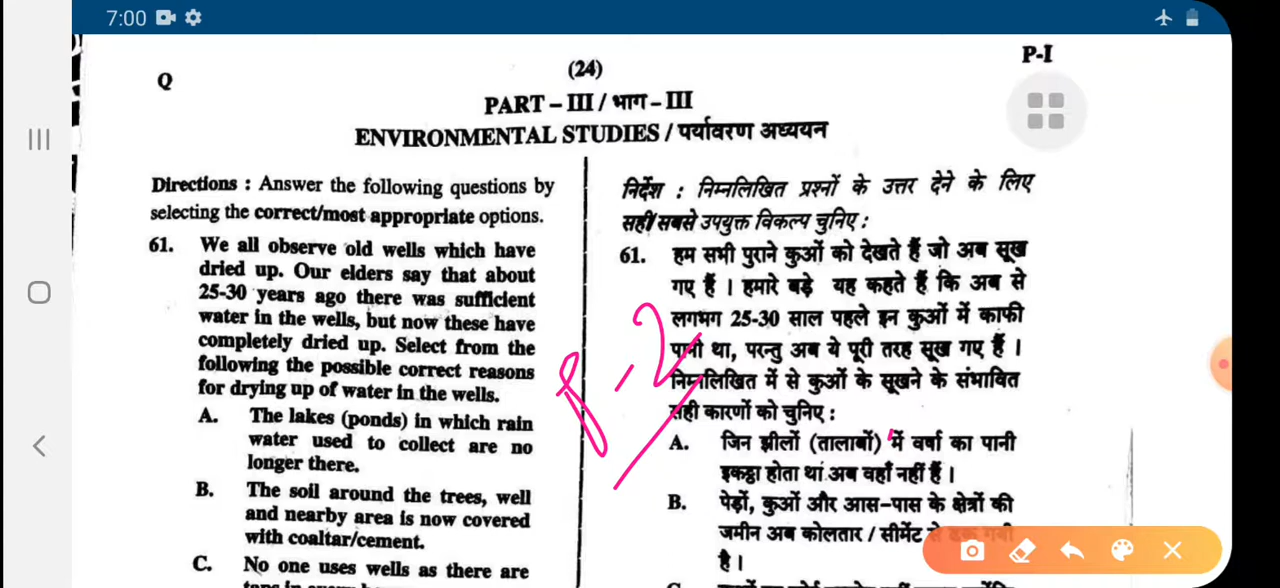 7:00
Q
(24)
P-I
PART – III / भाग – III
ENVIRONMENTAL STUDIES / पर्यावरण अध्ययन
Directions : Answer the following questions by
selecting the correct/most appropriate options.
61. We all observe old wells which have
dried up. Our elders say that about
25-30 years ago there was sufficient
water in the wells, but now these have
completely dried up. Select from the
following the possible correct reasons
for drying up of water in the wells.
A. The lakes (ponds) in which rain
water used to collect are no
longer there.
B. The soil around the trees, well
and nearby area is now covered
with coaltar/cement.
C. No one uses wells as there are
निर्देश : निम्नलिखित प्रश्नों के उत्तर देने के लिए
सही/सबसे उपयुक्त विकल्प चुनिए :
61. हम सभी पुराने कुओं को देखते हैं जो अब सूख
गए हैं । हमारे बड़े यह कहते हैं कि अब से
लगभग 25-30 साल पहले इन कुओं में काफी
पानी था, परन्तु अब ये पूरी तरह सूख गए हैं ।
निम्नलिखित में से कुओं के सूखने के संभावित
सही कारणों को चुनिए :
A. जिन झीलों (तालाबों) में वर्षा का पानी
इकट्ठा होता था अब वहाँ नहीं हैं ।
B. पेड़ों, कुओं और आस-पास के क्षेत्रों की
जमीन अब कोलतार / सीमेंट
है ।
P-2